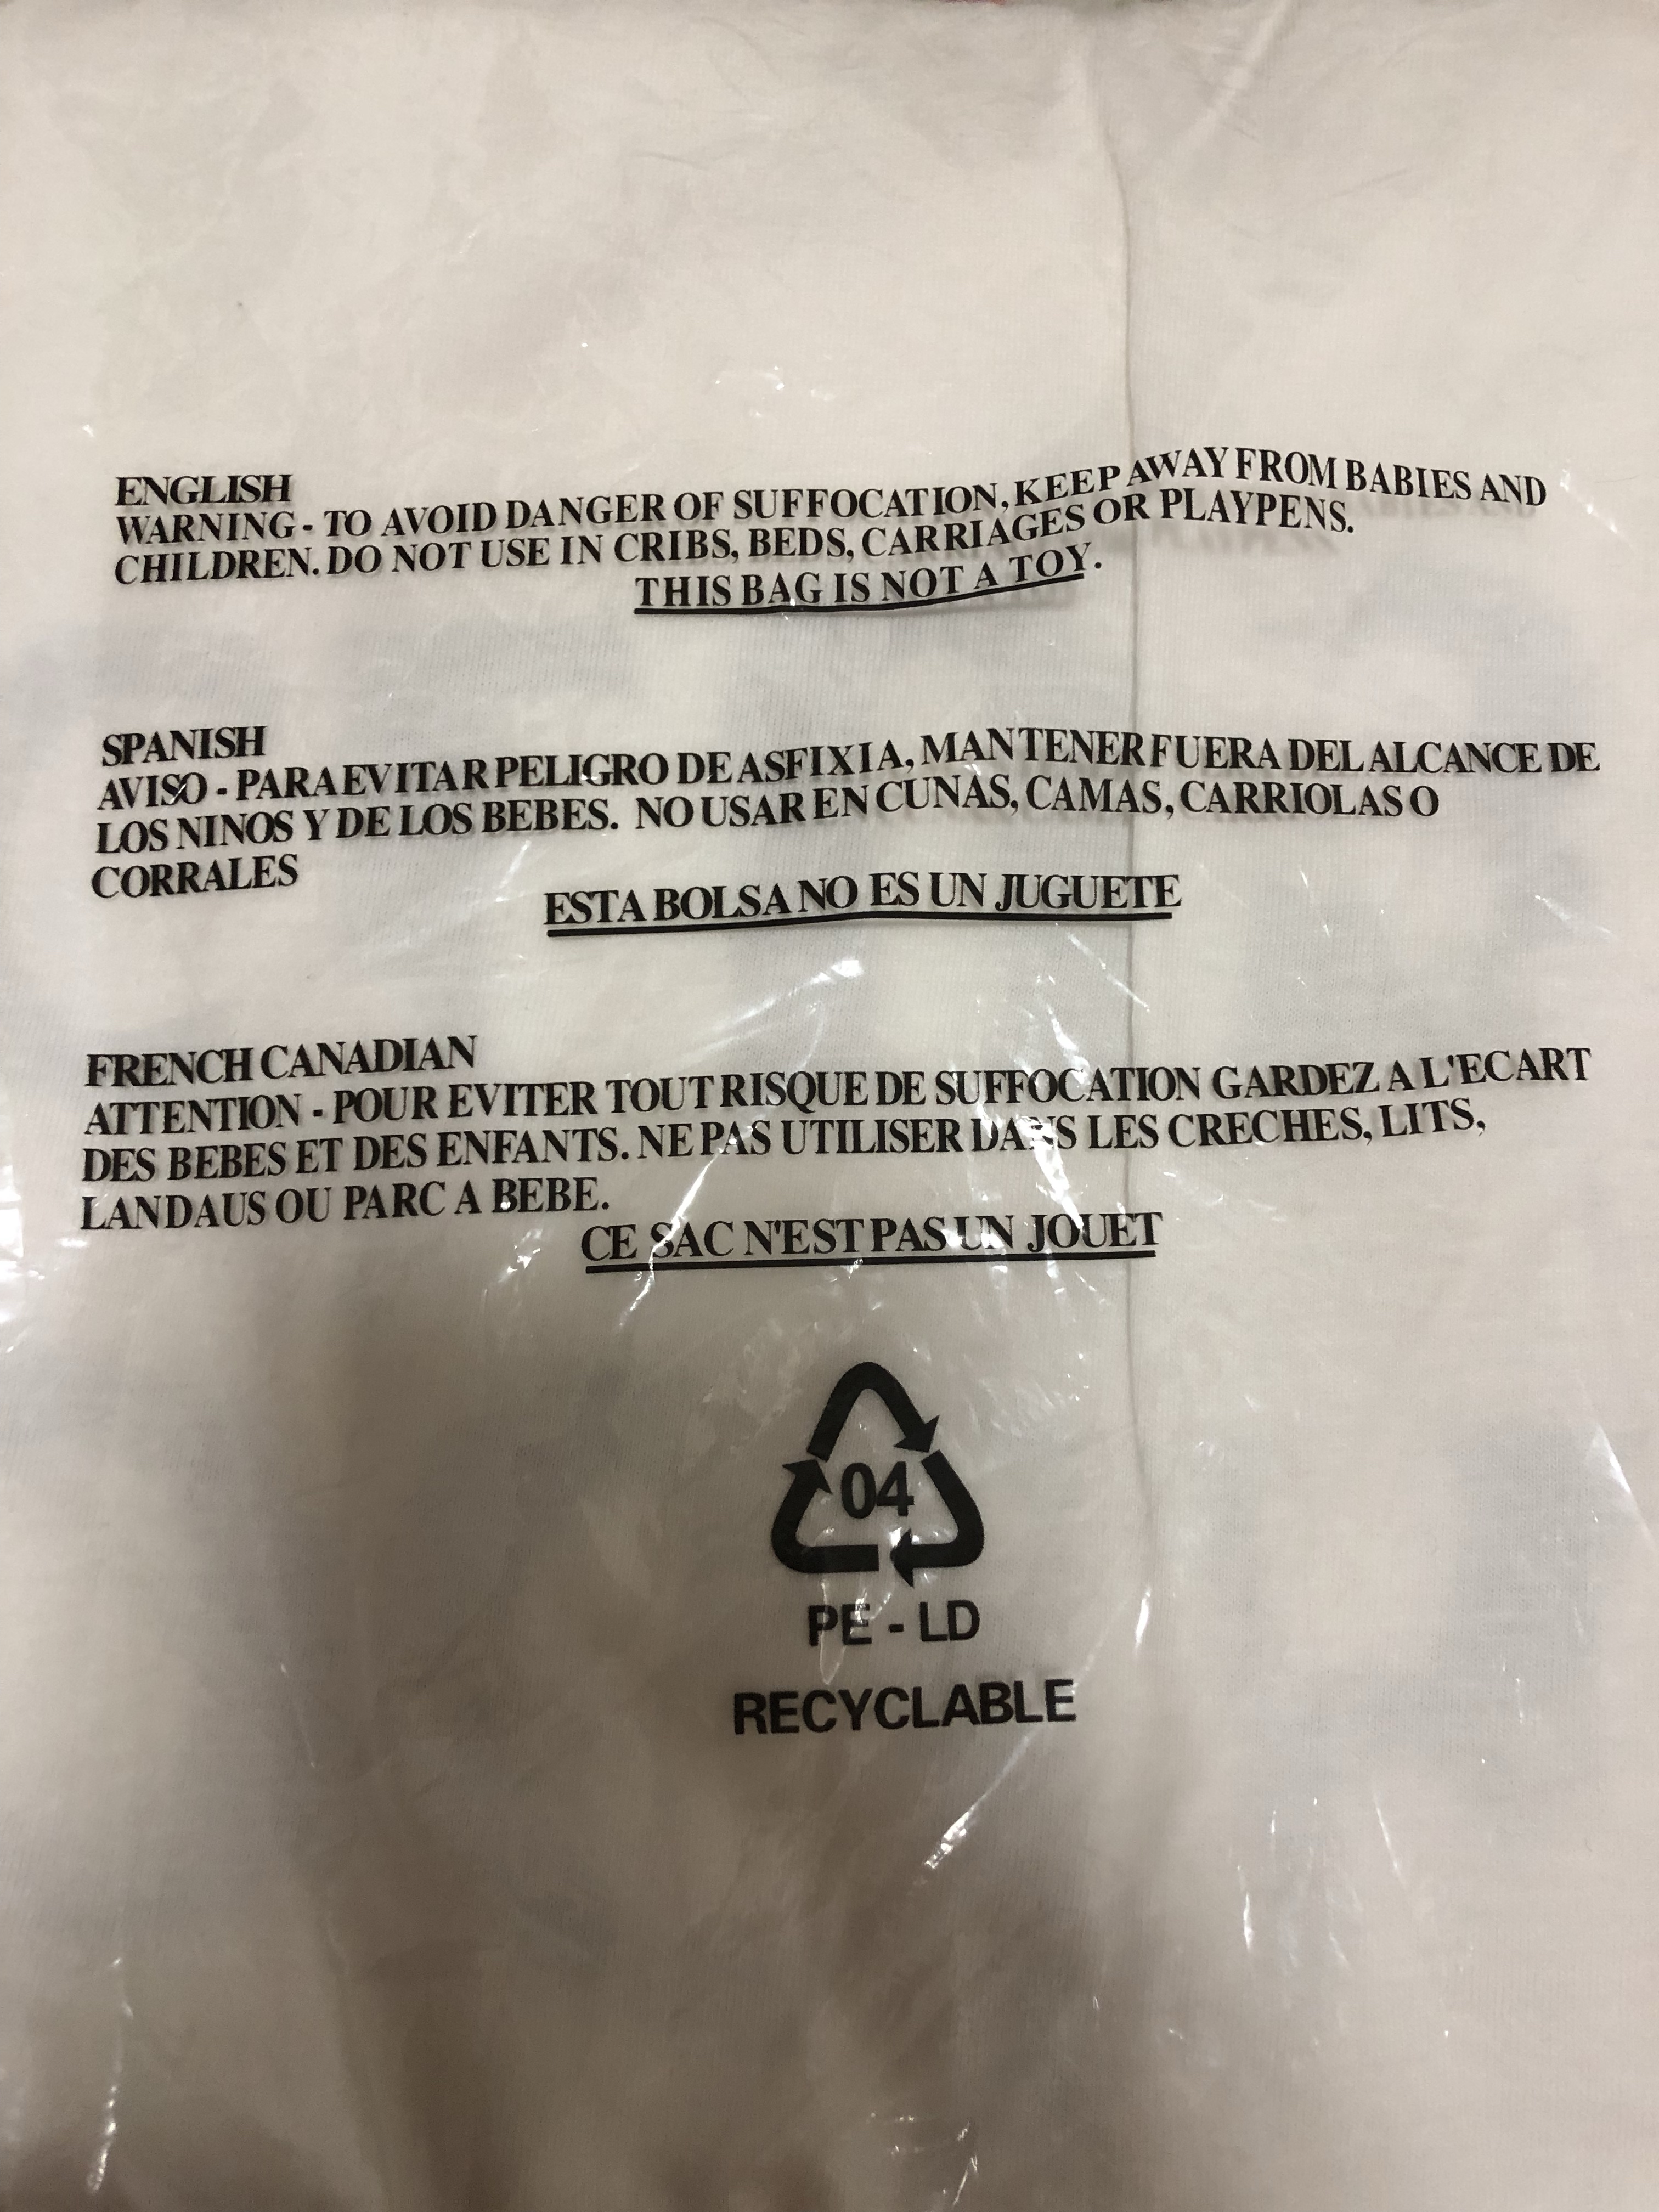 ENGLISH
WARNING - TO AVOID DANGER OF SUFFOCATION, KEEP AWAY FROM BABIES AND
CHILDREN. DO NOT USE IN CRIBS, BEDS, CARRIAGES OR PLAYPENS.
THIS BAG IS NOT A TOY.
SPANISH
AVISO - PARA EVITAR PELIGRO DE ASFIXIA, MANTENER FUERA DEL ALCANCE DE
LOS NINOS Y DE LOS BEBES. NO USAR EN CUNAS, CAMAS, CARRIOLAS O
CORRALES
ESTA BOLSA NO ES UN JUGUETE
FRENCH CANADIAN
ATTENTION - POUR EVITER TOUT RISQUE DE SUFFOCATION GARDEZ A L'ECART
DES BEBES ET DES ENFANTS. NE PAS UTILISER DANS LES CRECHES, LITS,
LANDAUS OU PARC A BEBE.
CE SAC N'EST PAS UN JOUET
04
PE - LD
RECYCLABLE